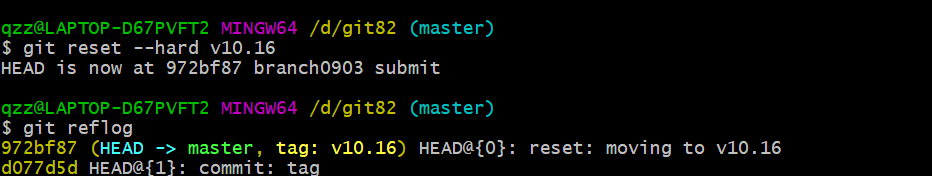 qzz@LAPTOP-D67PVFT2 MINGW64 /d/git82 (master)
$ git reset --hard v10.16
HEAD is now at 972bf87 branch0903 submit
qzz@LAPTOP-D67PVFT2 MINGW64 /d/git82 (master)
$ git reflog
972bf87 (HEAD -> master, tag: v10.16) HEAD@{0}: reset: moving to v10.16
d077d5d HEAD@{1}: commit: tag